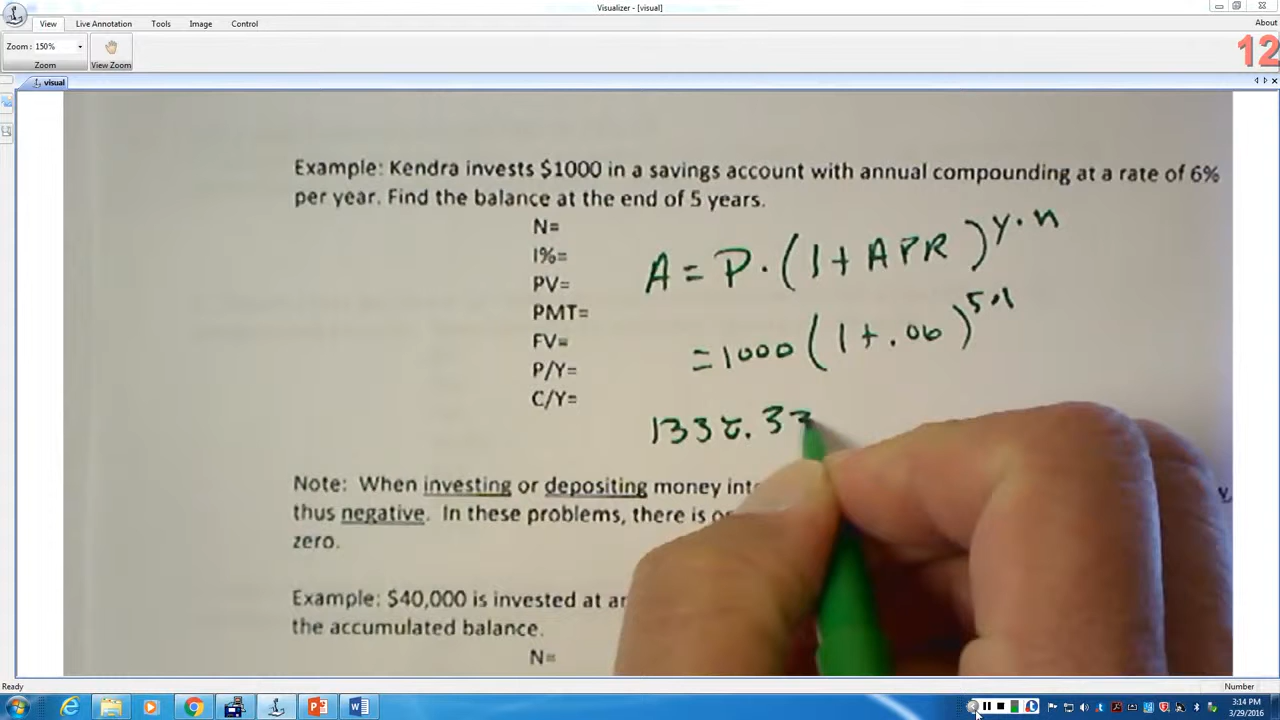 Visualizer - [visual]
View Live Annotation Tools Image Control
About
Zoom : 150%
View Zoom
Zoom
12
visual
Example: Kendra invests $1000 in a savings account with annual compounding at a rate of 6%
per year. Find the balance at the end of 5 years.
N=
I%=
PV=
PMT=
FV=
P/Y=
C/Y=
A = P · (1 + APR)^Y·n
= 1000 (1 + .06)^5·1
Note: When investing or depositing money
thus negative. In these problems, there is
zero.
Example: $40,000 is invested at
the accumulated balance.
N=
Ready
Number
3:14 PM
3/29/2016